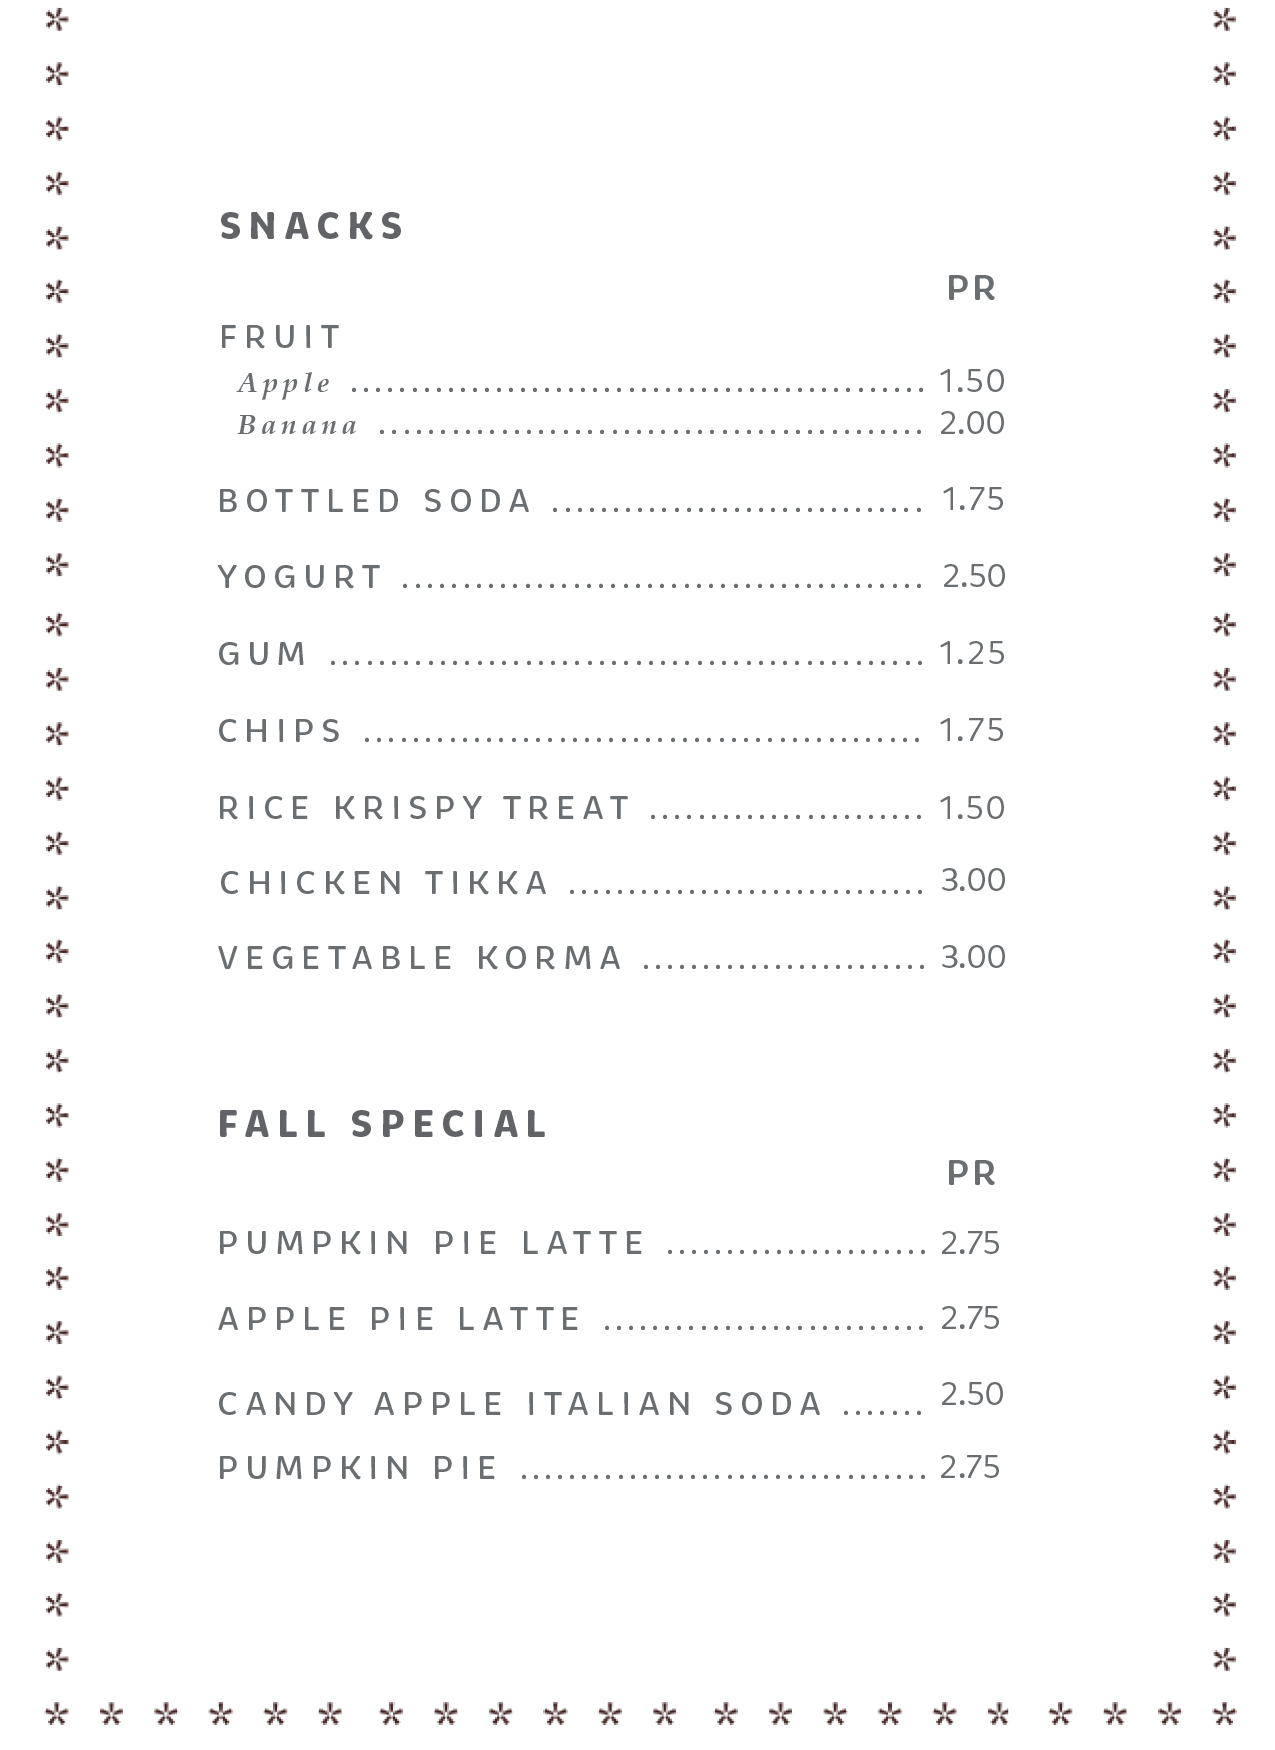 SNACKS
PR
FRUIT
Apple ............................................... 1.50
Banana ............................................. 2.00
BOTTLED SODA ............................... 1.75
YOGURT ........................................... 2.50
GUM ................................................. 1.25
CHIPS .............................................. 1.75
RICE KRISPY TREAT ....................... 1.50
CHICKEN TIKKA .............................. 3.00
VEGETABLE KORMA ........................ 3.00
FALL SPECIAL
PR
PUMPKIN PIE LATTE ...................... 2.75
APPLE PIE LATTE ........................... 2.75
CANDY APPLE ITALIAN SODA ....... 2.50
PUMPKIN PIE .................................. 2.75